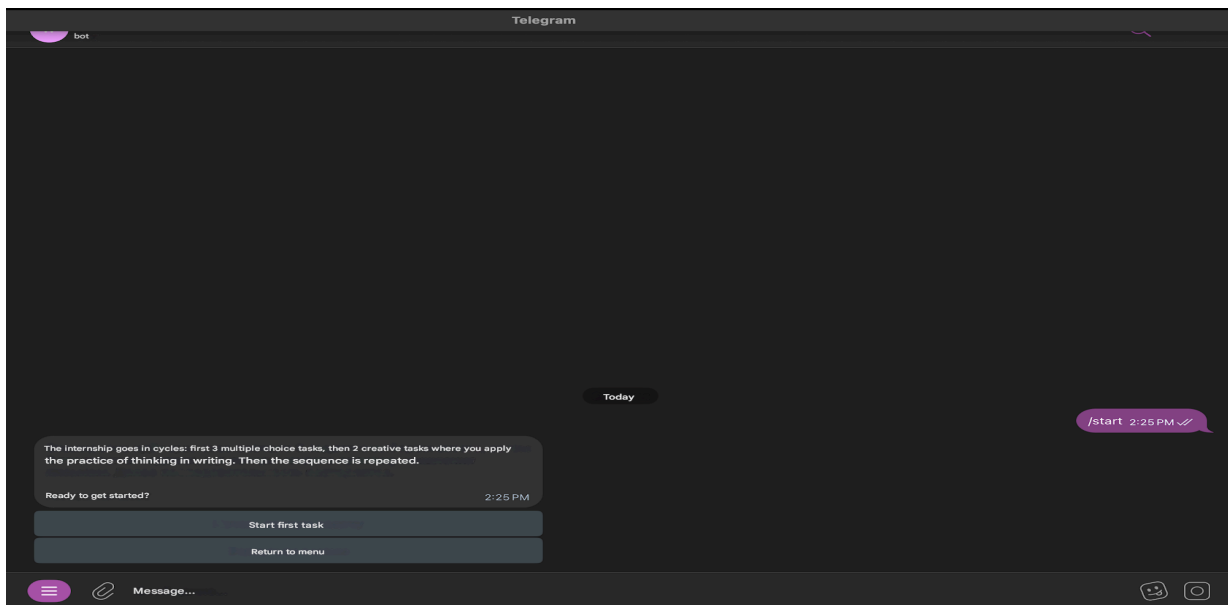 Telegram
bot
Today
/start 2:25 PM
The internship goes in cycles: first 3 multiple choice tasks, then 2 creative tasks where you apply
the practice of thinking in writing. Then the sequence is repeated.
Ready to get started?
2:25 PM
Start first task
Return to menu
Message...